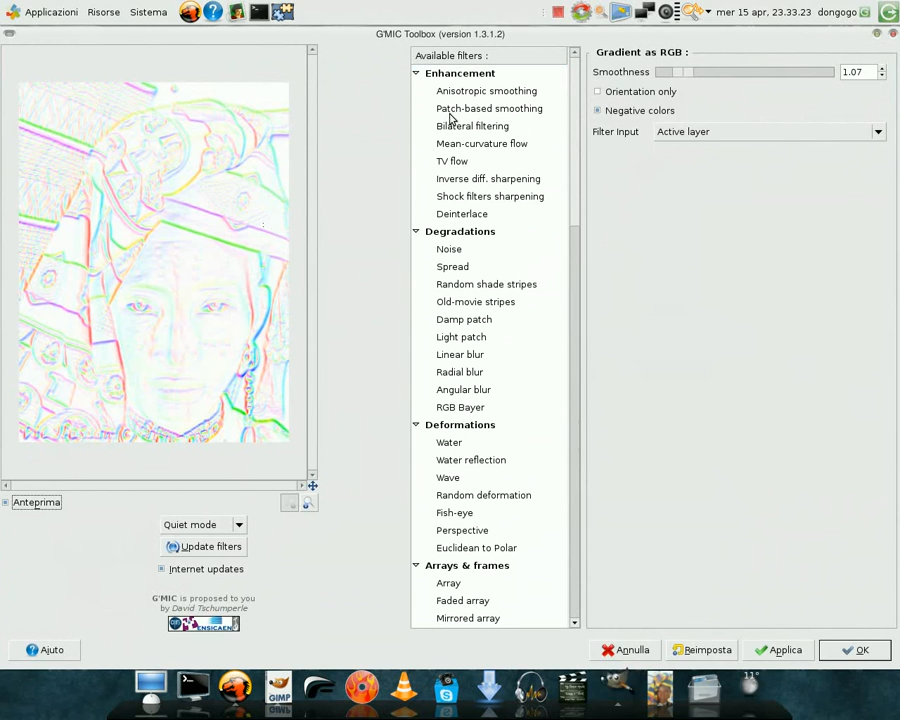 Applicazioni Risorse Sistema
mer 15 apr, 23.33.23 dongogo
G'MIC Toolbox (version 1.3.1.2)
Available filters :
Enhancement
Anisotropic smoothing
Patch-based smoothing
Bilateral filtering
Mean-curvature flow
TV flow
Inverse diff. sharpening
Shock filters sharpening
Deinterlace
Degradations
Noise
Spread
Random shade stripes
Old-movie stripes
Damp patch
Light patch
Linear blur
Radial blur
Angular blur
RGB Bayer
Deformations
Water
Water reflection
Wave
Random deformation
Fish-eye
Perspective
Euclidean to Polar
Arrays & frames
Array
Faded array
Mirrored array
Gradient as RGB :
Smoothness 1.07
Orientation only
Negative colors
Filter Input Active layer
Anteprima
Quiet mode
Update filters
Internet updates
G'MIC is proposed to you
by David Tschumperle
ENSICAEN
Aiuto
Annulla Reimposta Applica OK
GIMP
11°